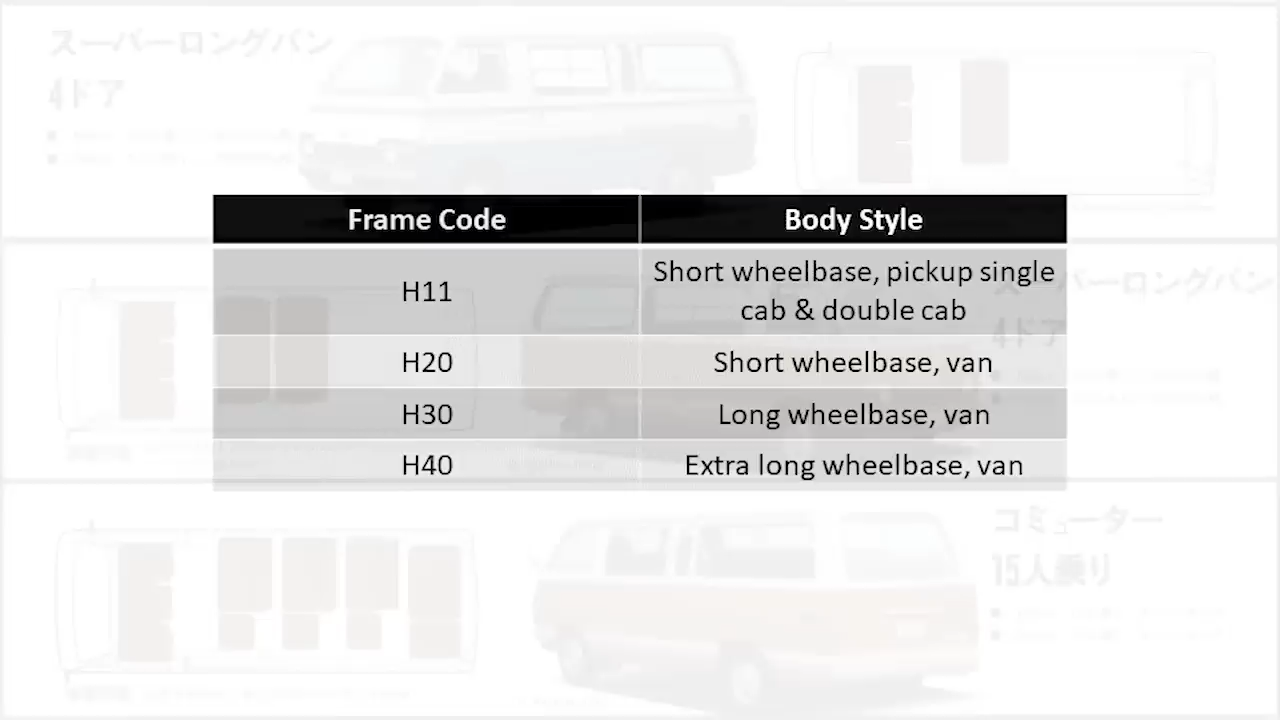 スーパーロングバン
4ドア
Frame Code
Body Style
H11
Short wheelbase, pickup single
cab & double cab
H20
Short wheelbase, van
H30
Long wheelbase, van
H40
Extra long wheelbase, van
スーパーロングバン
4ドア
コミューター
15人乗り